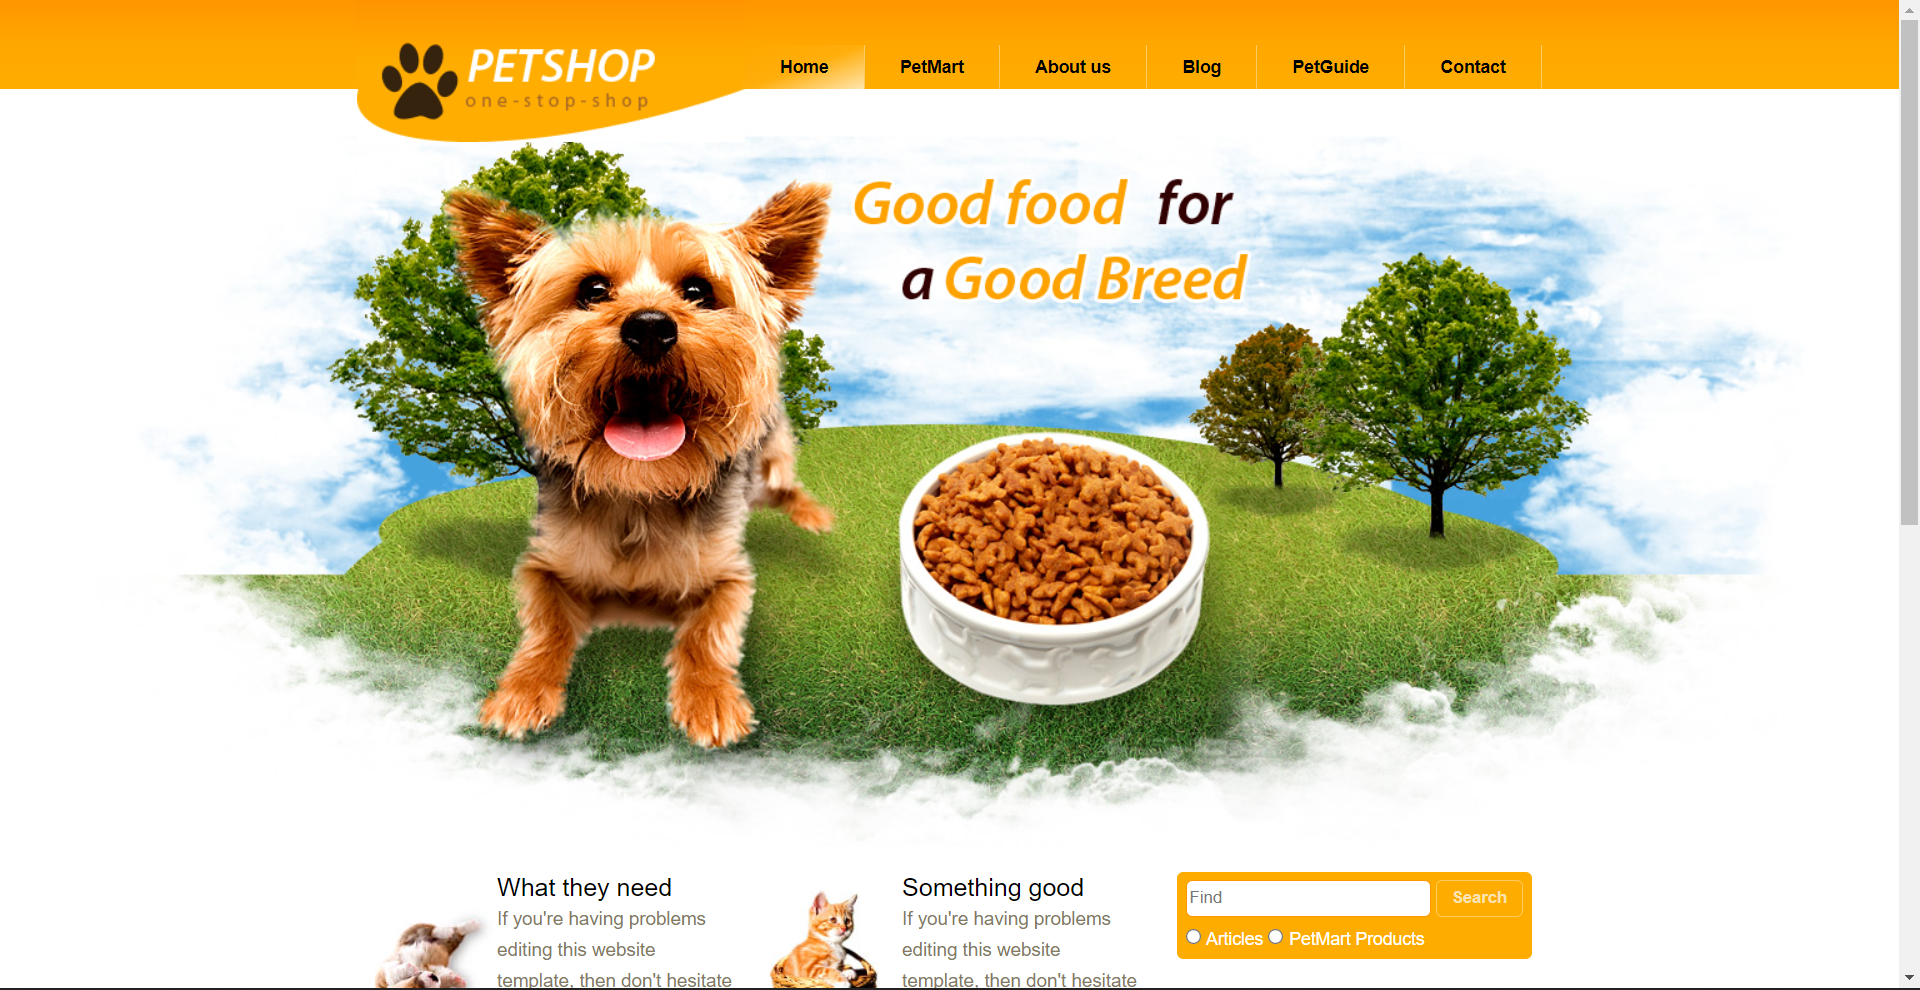 PETSHOP
one-stop-shop
Home
PetMart
About us
Blog
PetGuide
Contact
Good food for
a Good Breed
What they need
If you're having problems
editing this website
template, then don't hesitate
Something good
If you're having problems
editing this website
template, then don't hesitate
Find
Search
Articles
PetMart Products